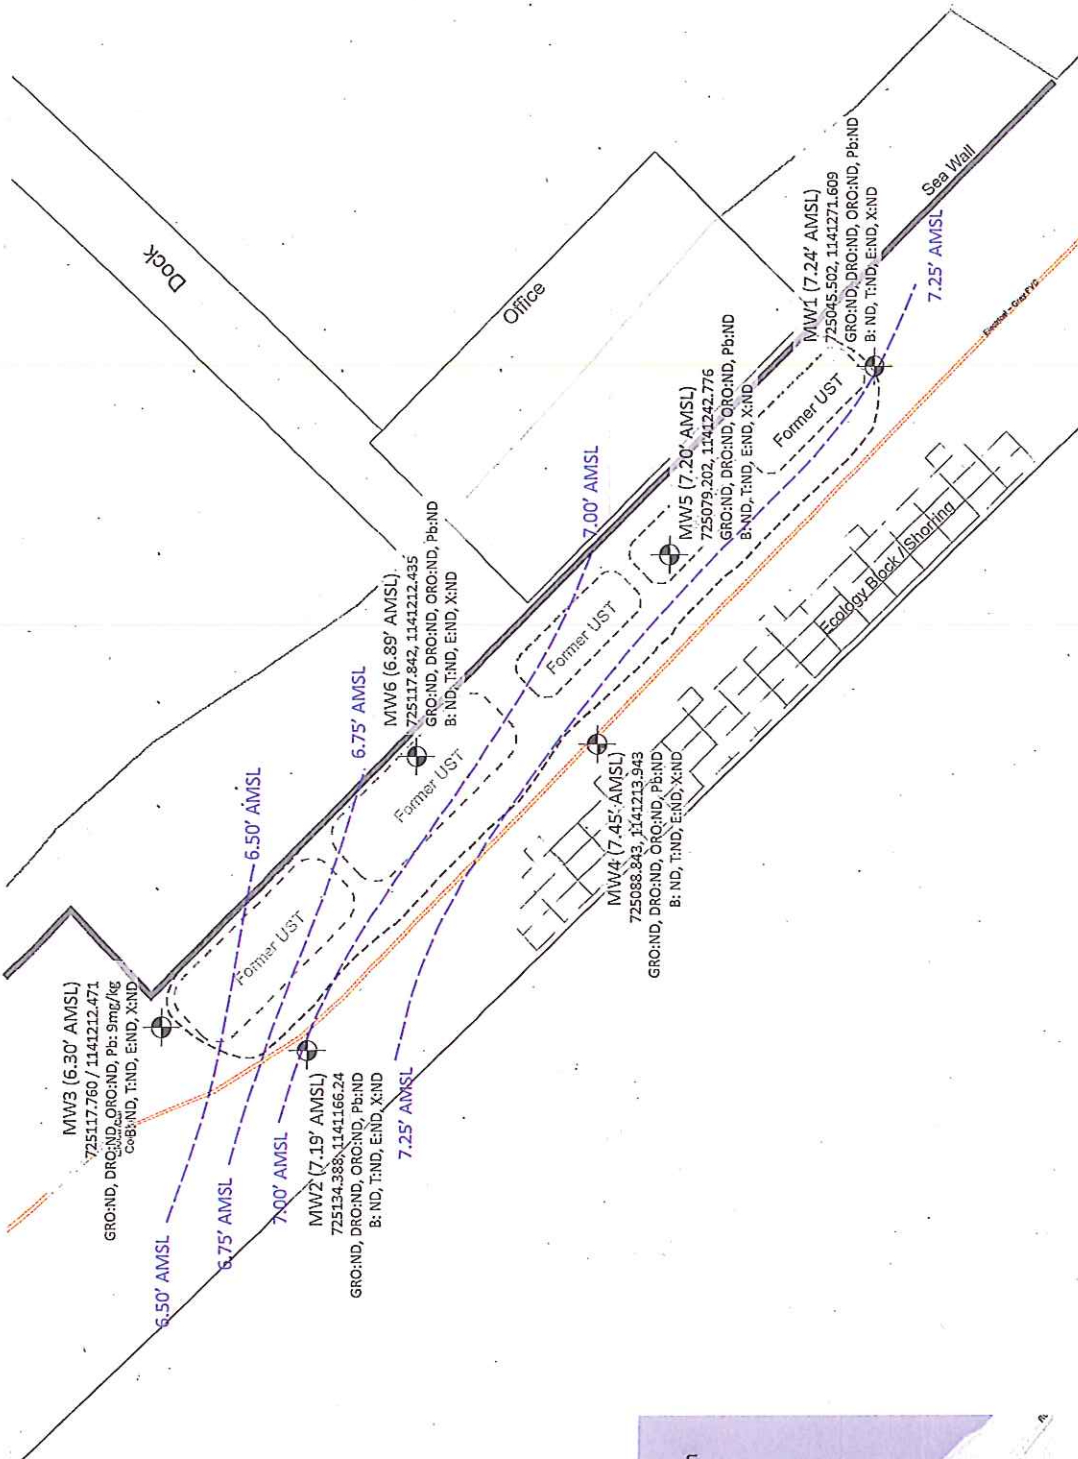 Dock
Office
Sea Wall
MW1 (7.24' AMSL)
725045.502, 1141271.609
GRO:ND, DRO:ND, ORO:ND, Pb:ND
B: ND, T:ND, E:ND, X:ND
7.25' AMSL
MW5 (7.20' AMSL)
725079.202, 1141242.776
GRO:ND, DRO:ND, ORO:ND, Pb:ND
B: ND, T:ND, E:ND, X:ND
Former UST
7.00' AMSL
MW6 (6.89' AMSL)
725117.842, 1141212.435
GRO:ND, DRO:ND, ORO:ND, Pb:ND
B: ND, T:ND, E:ND, X:ND
6.75' AMSL
Former UST
Former UST
6.50' AMSL
Former UST
Ecology Block / Shorring
MW4 (7.45' AMSL)
725088.843, 1141213.943
GRO:ND, DRO:ND, ORO:ND, Pb:ND
B: ND, T:ND, E:ND, X:ND
MW3 (6.30' AMSL)
725117.760 / 1141212.471
GRO:ND, DRO:ND, ORO:ND, Pb: 9mg/kg
B: ND, T:ND, E:ND, X:ND
MW2 (7.19' AMSL)
725134.388, 1141166.24
GRO:ND, DRO:ND, ORO:ND, Pb:ND
B: ND, T:ND, E:ND, X:ND
7.25' AMSL
7.00' AMSL
6.75' AMSL
6.50' AMSL